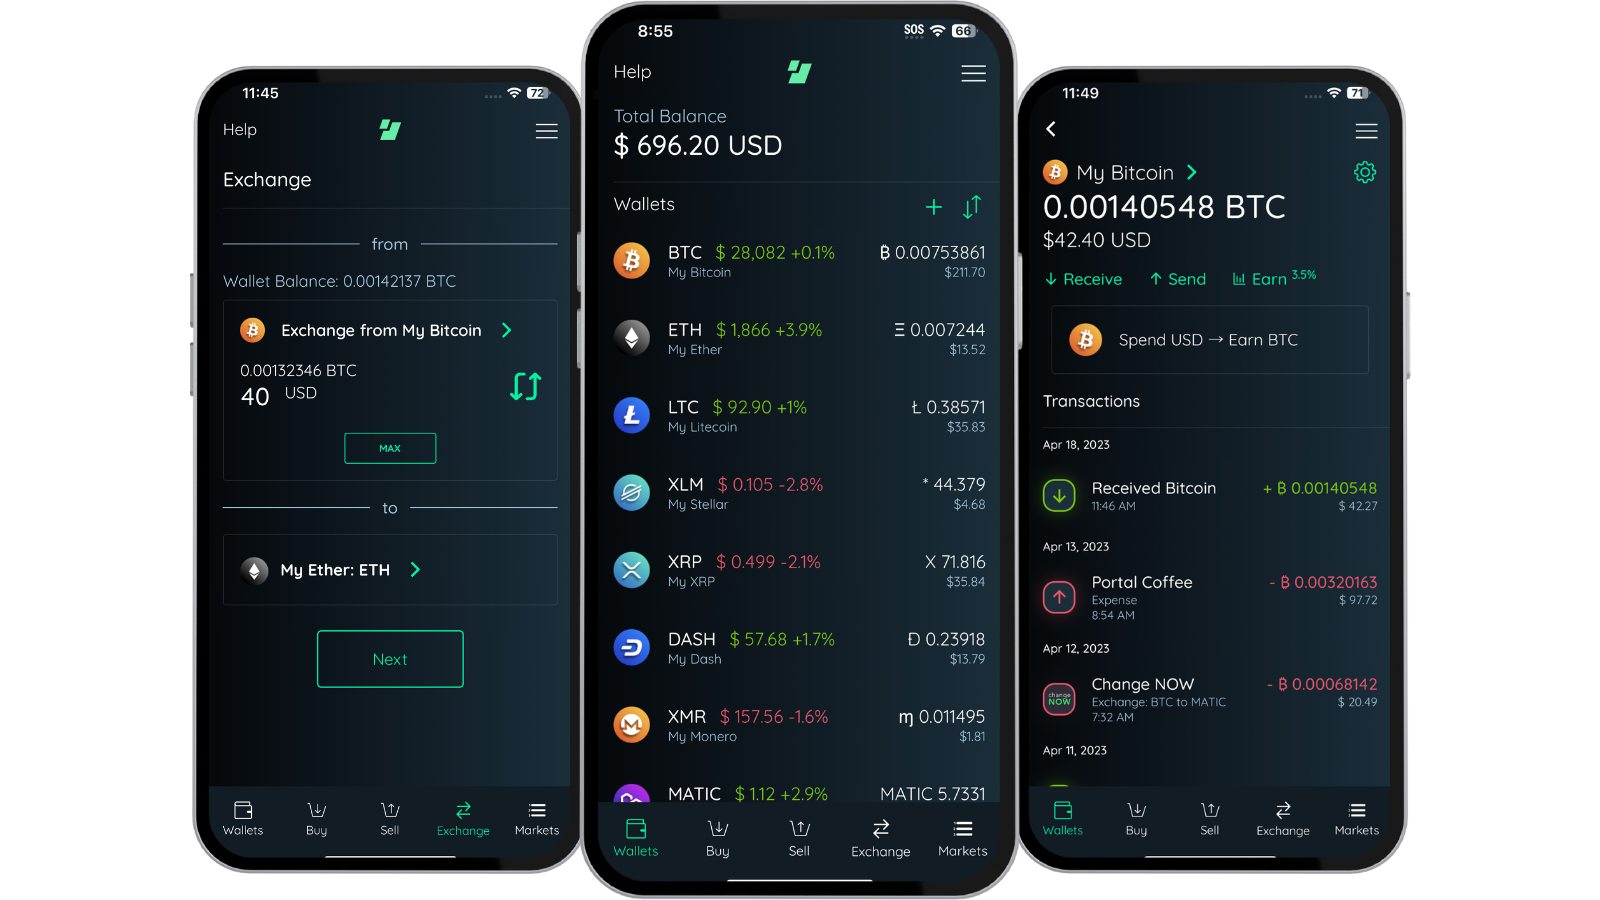 11:45
72
Help
Exchange
from
Wallet Balance: 0.00142137 BTC
Exchange from My Bitcoin
0.00132346 BTC
40 USD
MAX
to
My Ether: ETH
Next
Wallets Buy Sell Exchange Markets
8:55
SOS 66
Help
Total Balance
$ 696.20 USD
Wallets
BTC $ 28,082 +0.1% ₿ 0.00753861
My Bitcoin $211.70
ETH $ 1,866 +3.9% Ξ 0.007244
My Ether $13.52
LTC $ 92.90 +1% Ł 0.38571
My Litecoin $35.83
XLM $ 0.105 -2.8% * 44.379
My Stellar $4.68
XRP $ 0.499 -2.1% X 71.816
My XRP $35.84
DASH $ 57.68 +1.7% Đ 0.23918
My Dash $13.79
XMR $ 157.56 -1.6% ɱ 0.011495
My Monero $1.81
MATIC $ 1.12 +2.9% MATIC 5.7331
Wallets Buy Sell Exchange Markets
11:49
71
My Bitcoin
0.00140548 BTC
$42.40 USD
Receive Send Earn 3.5%
Spend USD → Earn BTC
Transactions
Apr 18, 2023
Received Bitcoin + ₿ 0.00140548
11:46 AM $ 42.27
Apr 13, 2023
Portal Coffee - ₿ 0.00320163
Expense $ 97.72
8:54 AM
Apr 12, 2023
change
NOW
Change NOW - ₿ 0.00068142
Exchange: BTC to MATIC $ 20.49
7:32 AM
Apr 11, 2023
Wallets Buy Sell Exchange Markets